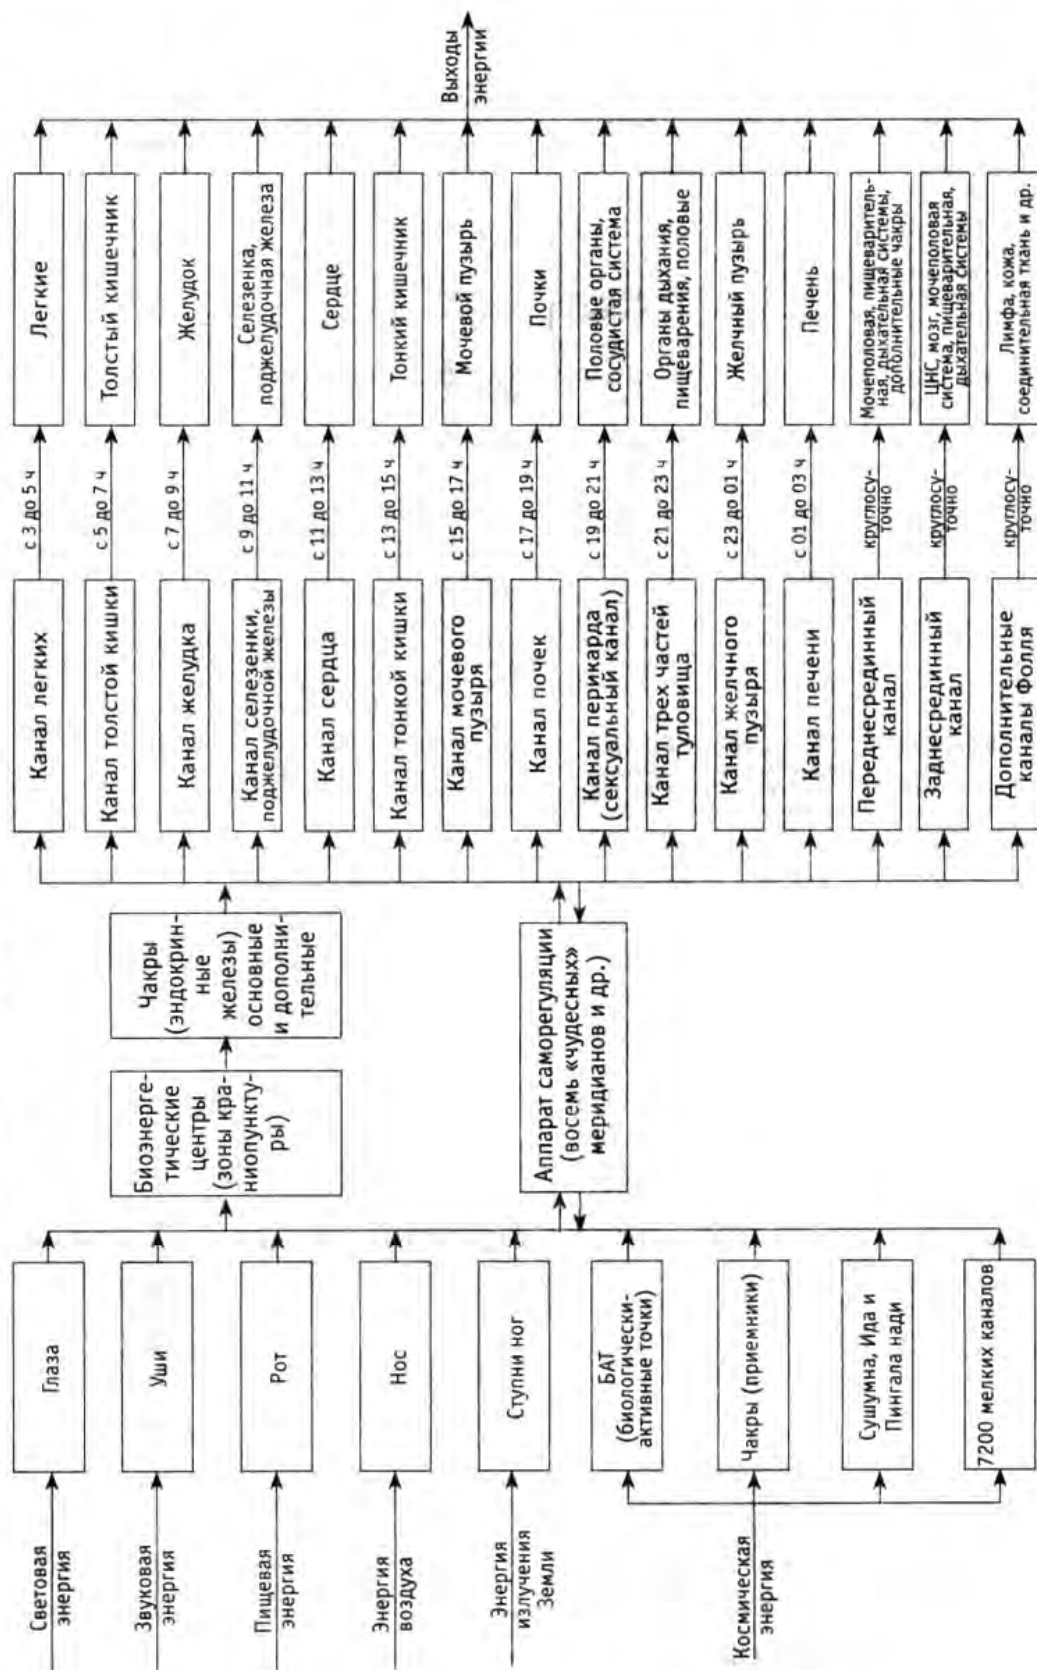 Световая
энергия
Звуковая
энергия
Пищевая
энергия
Энергия
воздуха
Энергия
излучения
Земли
Космическая
энергия
Глаза
Уши
Рот
Нос
Ступни ног
БАТ
(биологически-
активные точки)
Чакры (приемники)
Сушумна, Ида и
Пингала нади
7200 мелких каналов
Биоэнерге-
тические
центры
(зоны кра-
ниопункту-
ры)
Чакры
(эндокрин-
ные
железы)
основные
и дополни-
тельные
Аппарат саморегуляции
(восемь «чудесных»
меридианов и др.)
Канал легких
с 3 до 5 ч
Легкие
Канал толстой кишки
с 5 до 7 ч
Толстый кишечник
Канал желудка
с 7 до 9 ч
Желудок
Канал селезенки,
поджелудочной железы
с 9 до 11 ч
Селезенка,
поджелудочная железа
Канал сердца
с 11 до 13 ч
Сердце
Канал тонкой кишки
с 13 до 15 ч
Тонкий кишечник
Канал мочевого
пузыря
с 15 до 17 ч
Мочевой пузырь
Канал почек
с 17 до 19 ч
Почки
Канал перикарда
(сексуальный канал)
с 19 до 21 ч
Половые органы,
сосудистая система
Канал трех частей
туловища
с 21 до 23 ч
Органы дыхания,
пищеварения, половые
Канал желчного
пузыря
с 23 до 01 ч
Желчный пузырь
Канал печени
с 01 до 03 ч
Печень
Переднесрединный
канал
круглосу-
точно
Мочеполовая, пищеваритель-
ная, дыхательная системы,
дополнительные чакры
Заднесрединный
канал
круглосу-
точно
ЦНС, мозг, мочеполовая
система, пищеварительная,
дыхательная системы
Дополнительные
каналы Фолля
круглосу-
точно
Лимфа, кожа,
соединительная ткань и др.
Выходы
энергии